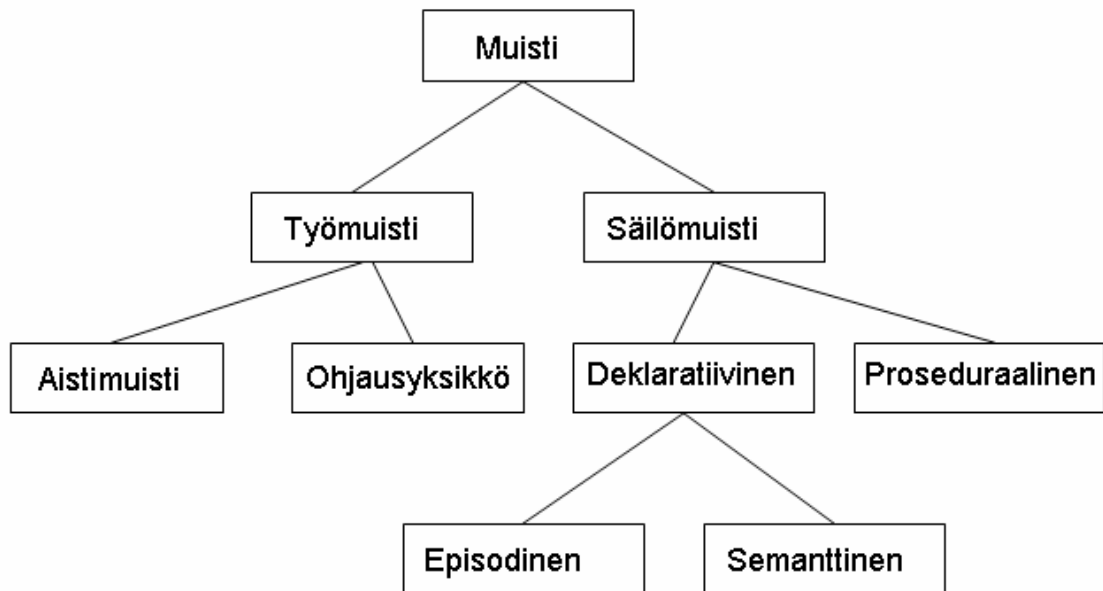 Muisti
Työmuisti
Säilömuisti
Aistimuisti
Ohjausyksikkö
Deklaratiivinen
Proseduraalinen
Episodinen
Semanttinen